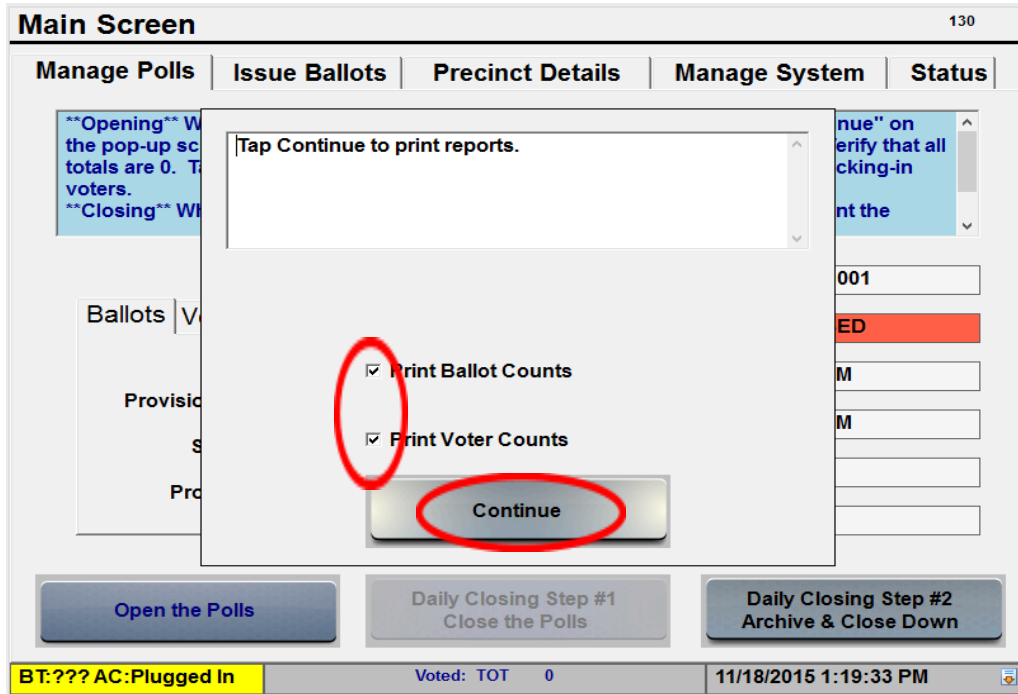 Main Screen
130
Manage Polls
Issue Ballots
Precinct Details
Manage System
Status
**Opening** W
nue" on
the pop-up sc
erify that all
totals are 0. T
cking-in
voters.
**Closing** Wh
nt the
Tap Continue to print reports.
001
Ballots
V
ED
Print Ballot Counts
M
Provisio
Print Voter Counts
M
S
Pro
Continue
Open the Polls
Daily Closing Step #1
Close the Polls
Daily Closing Step #2
Archive & Close Down
BT:??? AC:Plugged In
Voted: TOT 0
11/18/2015 1:19:33 PM